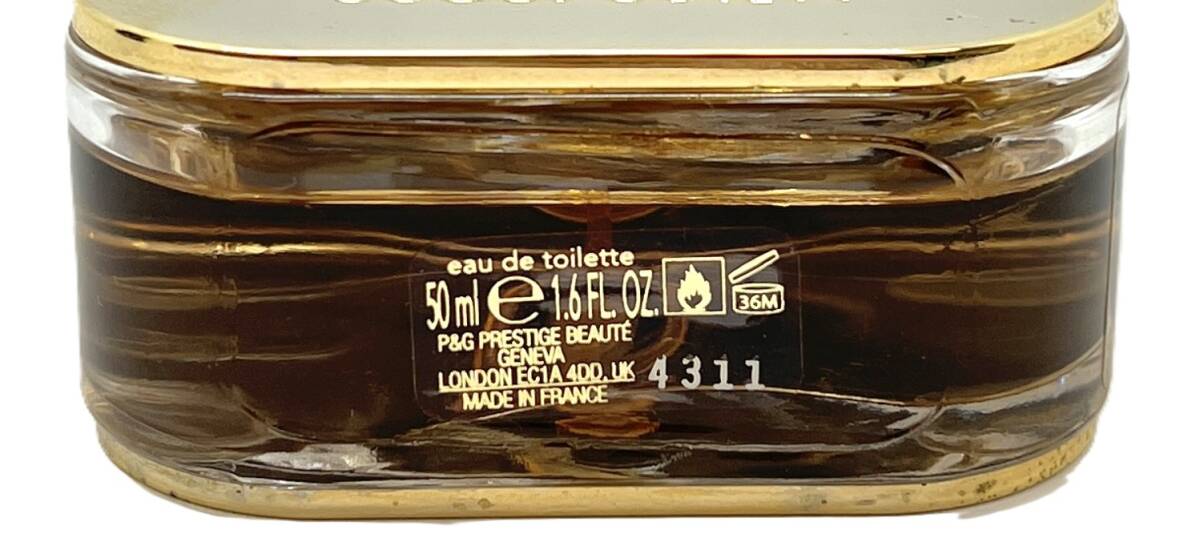 eau de toilette
50 ml e 1.6 FL. OZ.
36M
P&G PRESTIGE BEAUTÉ
GENEVA
LONDON EC1A 4DD. UK
4311
MADE IN FRANCE